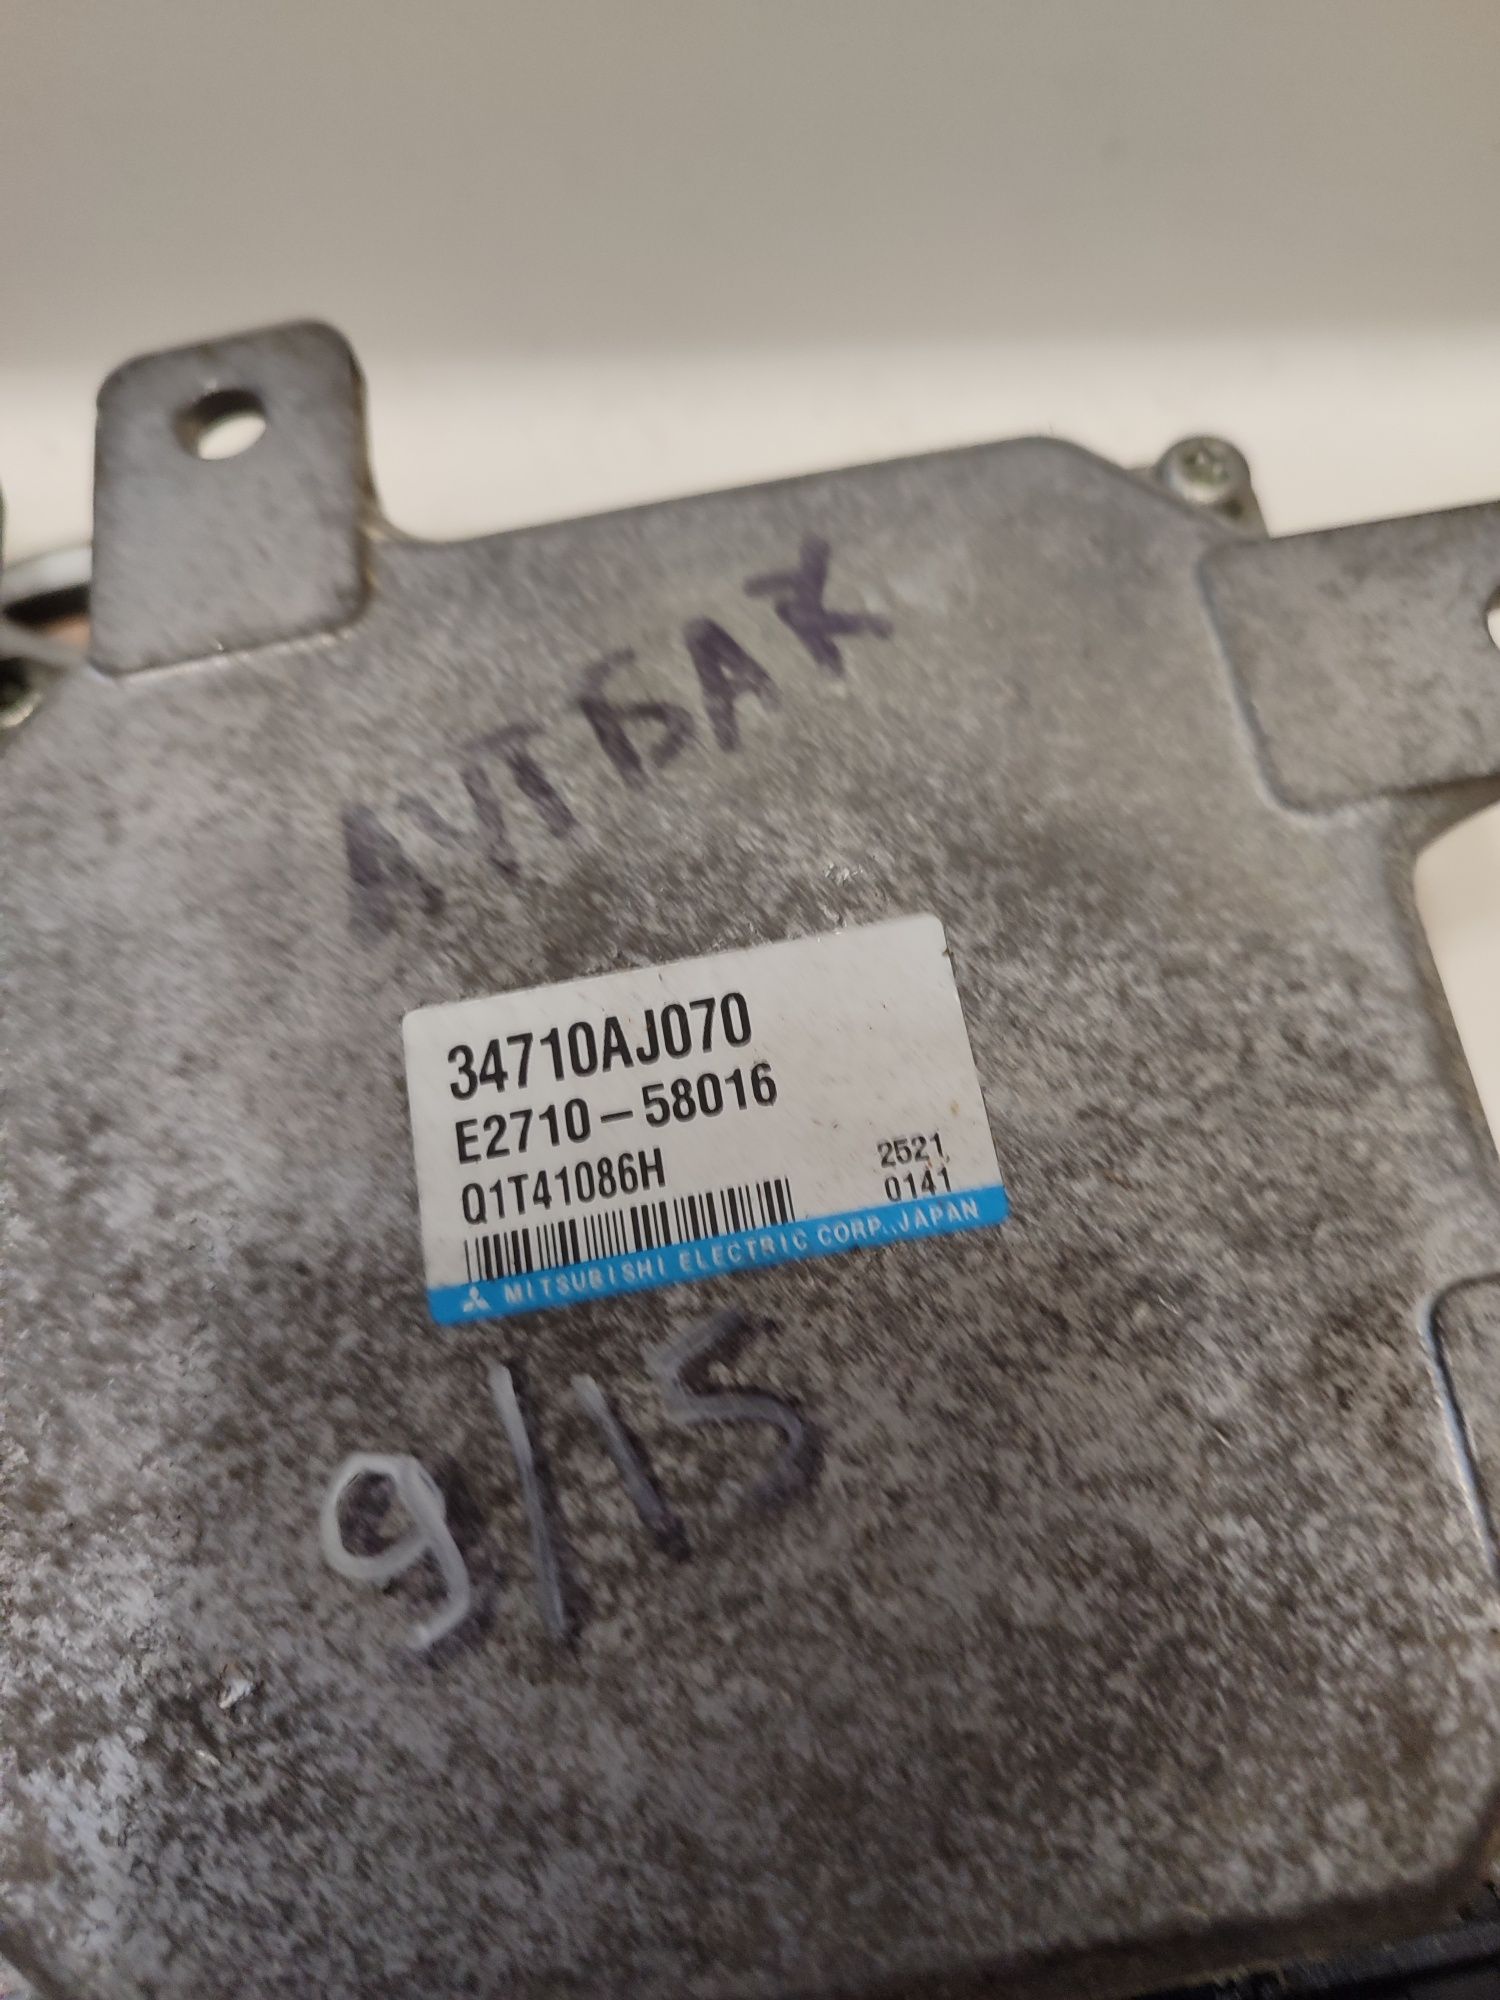 АУТБАК
34710AJ070
E2710-58016
Q1T41086H
2521
0141
MITSUBISHI ELECTRIC CORP. JAPAN
9/15